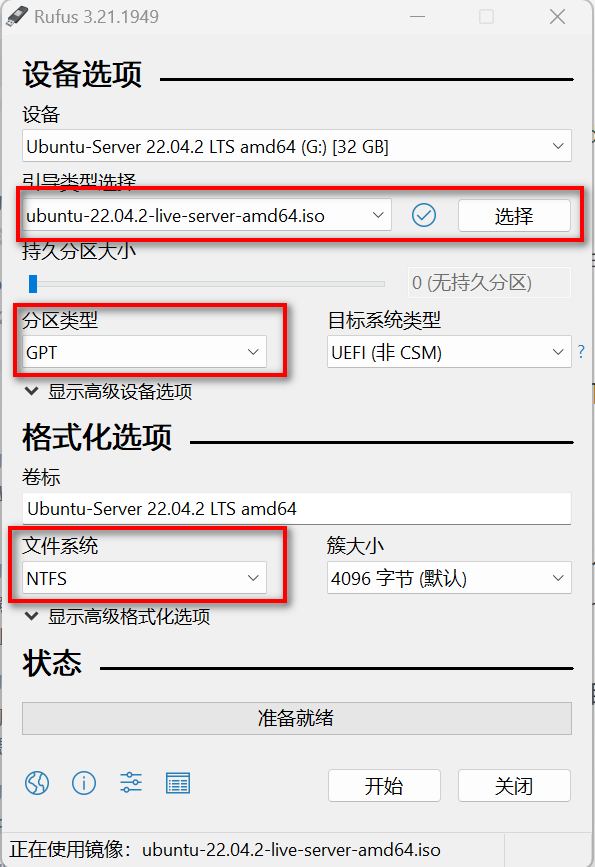 Rufus 3.21.1949
设备选项
设备
Ubuntu-Server 22.04.2 LTS amd64 (G:) [32 GB]
引导类型选择
ubuntu-22.04.2-live-server-amd64.iso
选择
持久分区大小
0 (无持久分区)
分区类型
目标系统类型
GPT
UEFI (非 CSM)
?
显示高级设备选项
格式化选项
卷标
Ubuntu-Server 22.04.2 LTS amd64
文件系统
簇大小
NTFS
4096 字节 (默认)
显示高级格式化选项
状态
准备就绪
开始
关闭
正在使用镜像：ubuntu-22.04.2-live-server-amd64.iso